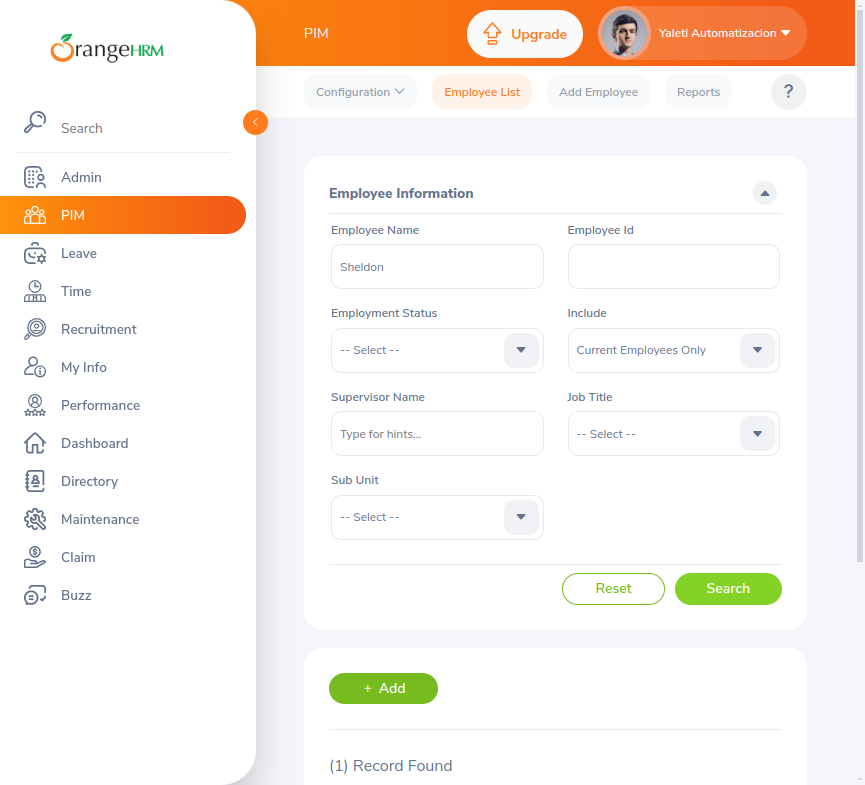 OrangeHRM
Search
Admin
PIM
Leave
Time
Recruitment
My Info
Performance
Dashboard
Directory
Maintenance
Claim
Buzz
PIM
Upgrade
Yaleti Automatizacion
Configuration
Employee List
Add Employee
Reports
?
Employee Information
Employee Name
Employee Id
Sheldon
Employment Status
Include
-- Select --
Current Employees Only
Supervisor Name
Job Title
Type for hints...
-- Select --
Sub Unit
-- Select --
Reset
Search
+ Add
(1) Record Found